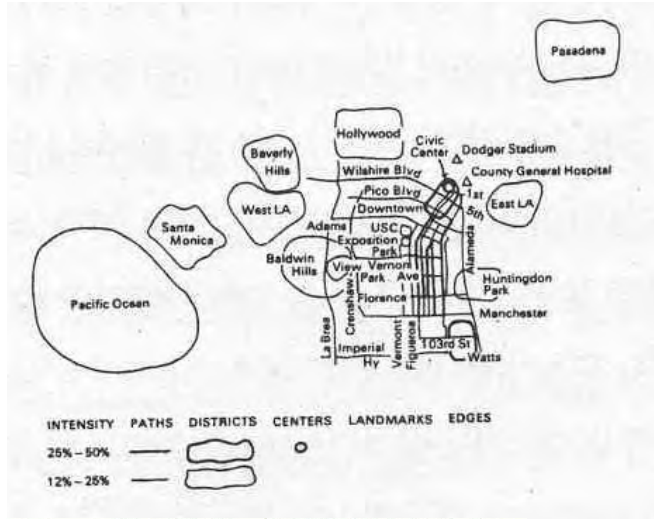 Pasadena
Hollywood
Civic
Center
Dodger Stadium
Beverly
Hills
Wilshire Blvd
County General Hospital
Pico Blvd
1st
West LA
Downtown
5th
East LA
Santa
Monica
Adams
USC
Exposition
Park
Alameda
Baldwin
Hills
View
Park
Vernon
Ave
Huntingdon
Park
Pacific Ocean
Crenshaw
Florence
Manchester
La Brea
Imperial
Hy
Vermont
Figueroa
103rd St
Watts
INTENSITY PATHS DISTRICTS CENTERS LANDMARKS EDGES
25%-50%
12%-25%